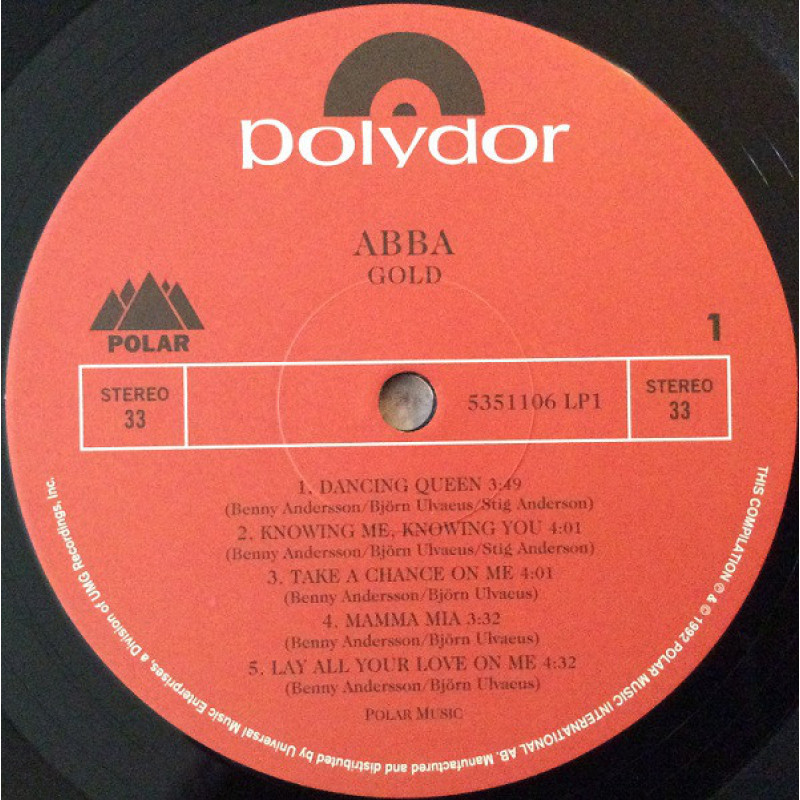 polydor
ABBA
GOLD
POLAR
1
STEREO
33
5351106 LP1
STEREO
33
1. DANCING QUEEN 3:49
(Benny Andersson/Björn Ulvaeus/Stig Anderson)
2. KNOWING ME, KNOWING YOU 4:01
(Benny Andersson/Björn Ulvaeus/Stig Anderson)
3. TAKE A CHANCE ON ME 4:01
(Benny Andersson/Björn Ulvaeus)
4. MAMMA MIA 3:32
(Benny Andersson/Björn Ulvaeus)
5. LAY ALL YOUR LOVE ON ME 4:32
(Benny Andersson/Björn Ulvaeus)
POLAR MUSIC
THIS COMPILATION ℗ & © 1992 POLAR MUSIC INTERNATIONAL AB. Manufactured and distributed by Universal Music Enterprises, a Division of UMG Recordings, Inc.